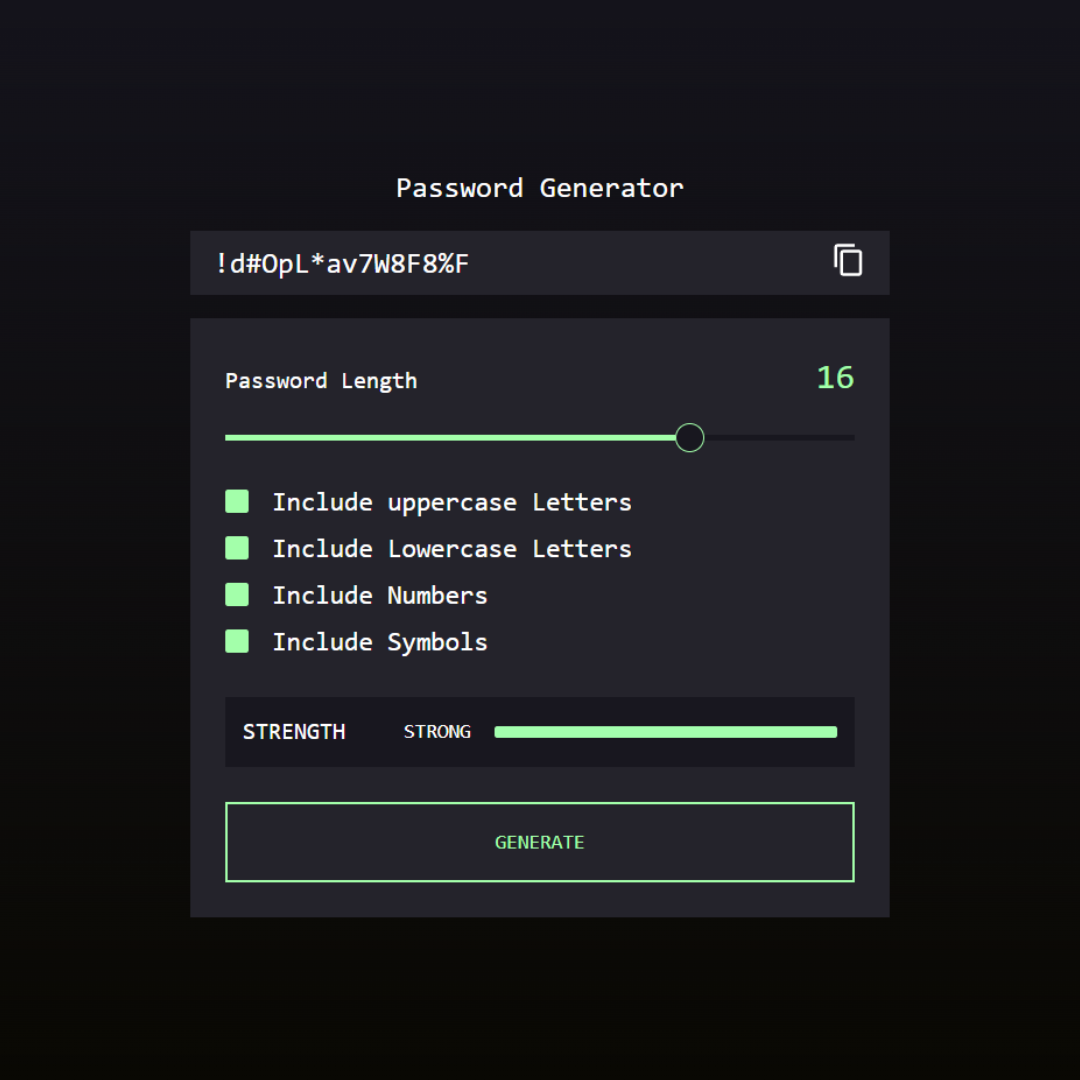 Password Generator
!d#OpL*av7W8F8%F
Password Length
16
Include uppercase Letters
Include Lowercase Letters
Include Numbers
Include Symbols
STRENGTH STRONG
GENERATE